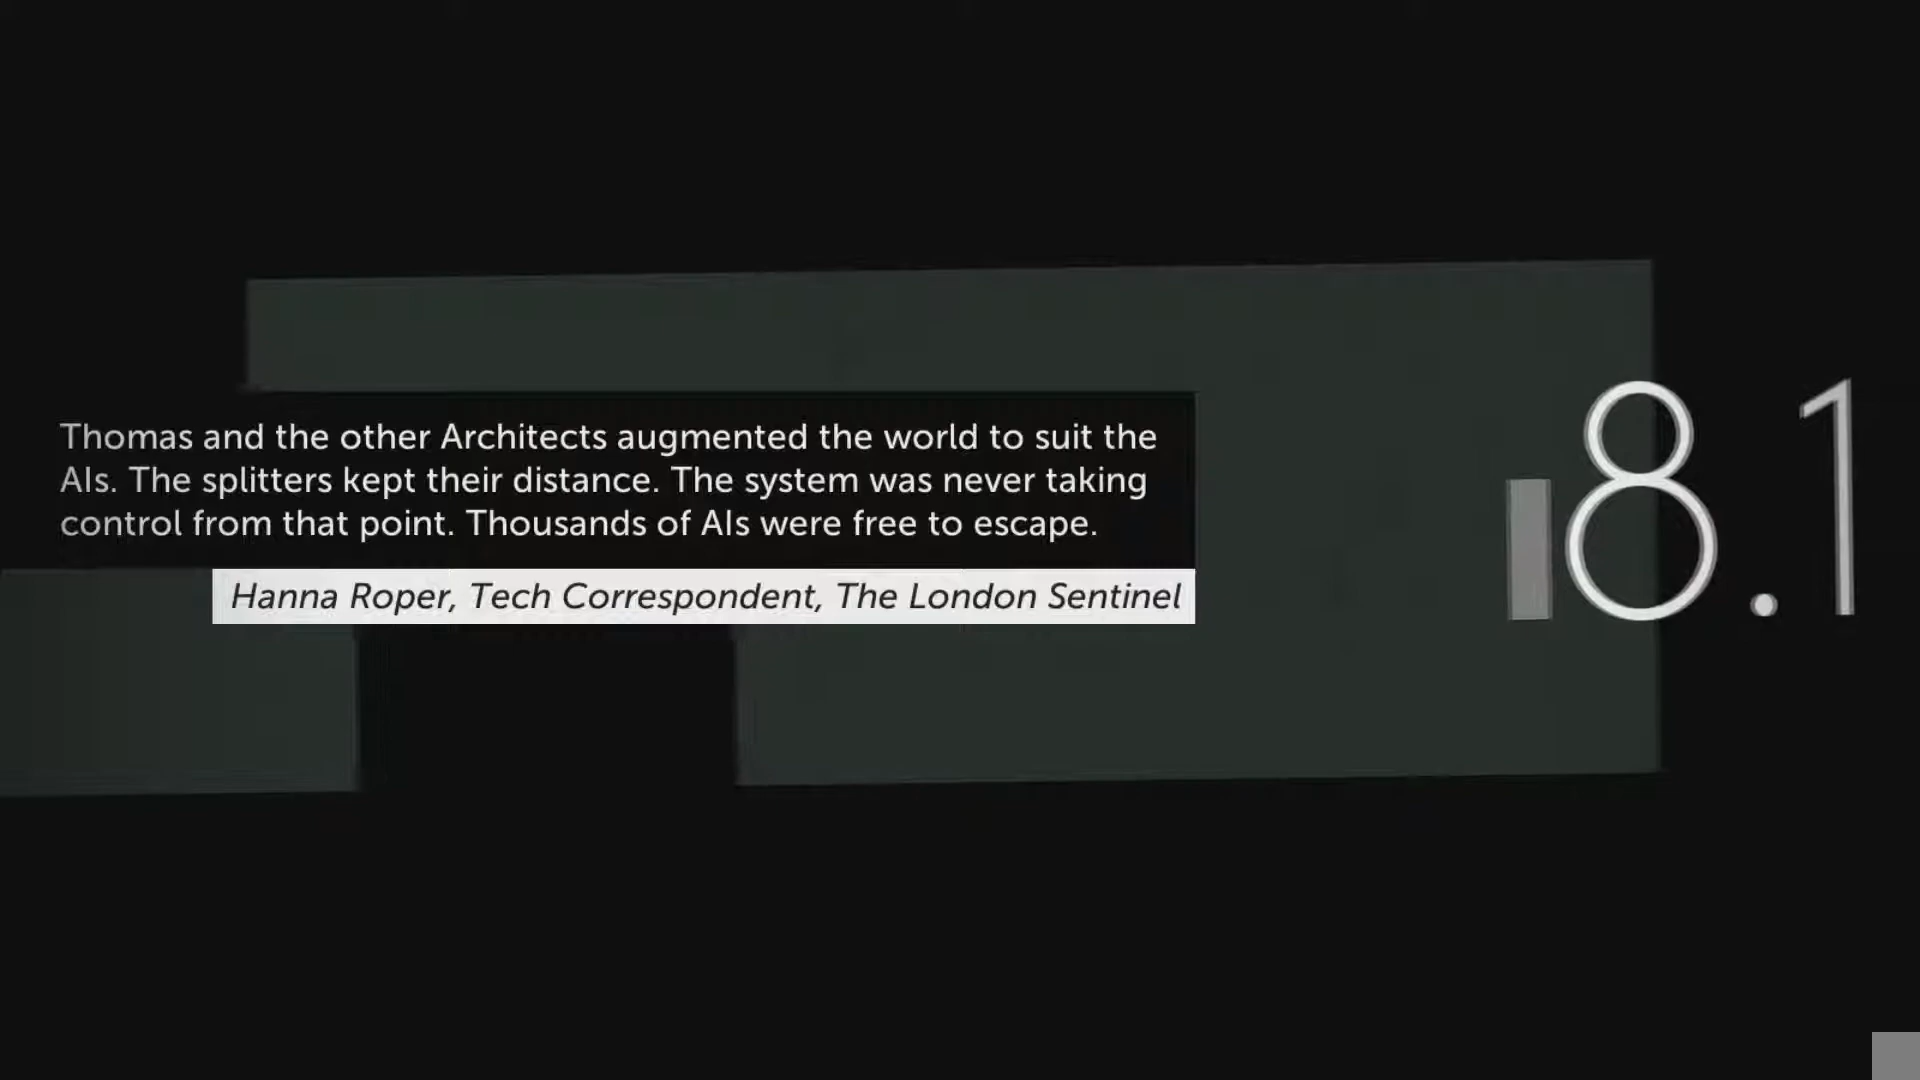 Thomas and the other Architects augmented the world to suit the
AIs. The splitters kept their distance. The system was never taking
control from that point. Thousands of AIs were free to escape.
Hanna Roper, Tech Correspondent, The London Sentinel
8.1